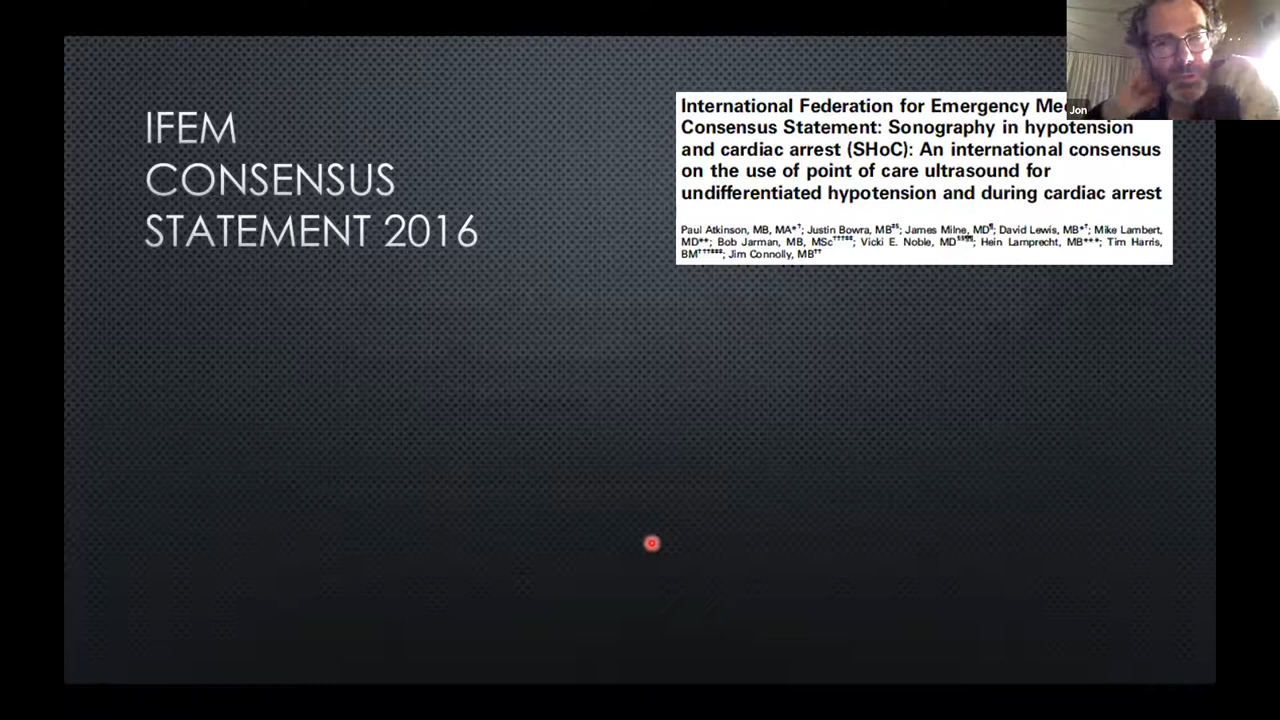 IFEM
CONSENSUS
STATEMENT 2016
International Federation for Emergency Me
Consensus Statement: Sonography in hypotension
and cardiac arrest (SHoC): An international consensus
on the use of point of care ultrasound for
undifferentiated hypotension and during cardiac arrest
Paul Atkinson, MB, MA*†; Justin Bowra, MB‡§; James Milne, MD¶; David Lewis, MB*†; Mike Lambert,
MD**; Bob Jarman, MB, MSc†††‡‡; Vicki E. Noble, MD§§¶¶; Hein Lamprecht, MB***; Tim Harris,
BM†††‡‡‡; Jim Connolly, MB††
Jon